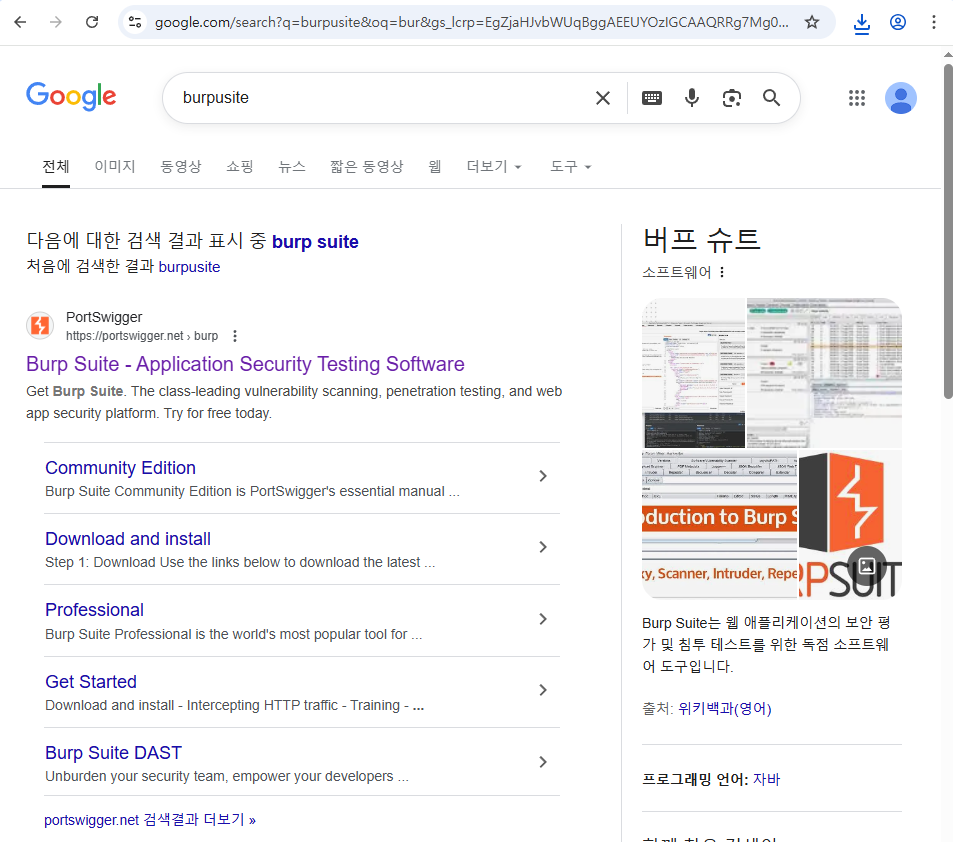 google.com/search?q=burpusite&oq=bur&gs_lcrp=EgZjaHJvbWUqBggAEEUYOzIGCAAQRRg7Mg0...
Google
burpusite
전체 이미지 동영상 쇼핑 뉴스 짧은 동영상 웹 더보기 도구
다음에 대한 검색 결과 표시 중 burp suite
처음에 검색한 결과 burpusite
PortSwigger
https://portswigger.net › burp
Burp Suite - Application Security Testing Software
Get Burp Suite. The class-leading vulnerability scanning, penetration testing, and web
app security platform. Try for free today.
Community Edition
Burp Suite Community Edition is PortSwigger's essential manual ...
Download and install
Step 1: Download Use the links below to download the latest ...
Professional
Burp Suite Professional is the world's most popular tool for ...
Get Started
Download and install - Intercepting HTTP traffic - Training - ...
Burp Suite DAST
Unburden your security team, empower your developers ...
portswigger.net 검색결과 더보기 »
버프 슈트
소프트웨어
duction to Burp S
xy, Scanner, Intruder, Repe
RPSUIT
Burp Suite는 웹 애플리케이션의 보안 평
가 및 침투 테스트를 위한 독점 소프트웨
어 도구입니다.
출처: 위키백과(영어)
프로그래밍 언어: 자바